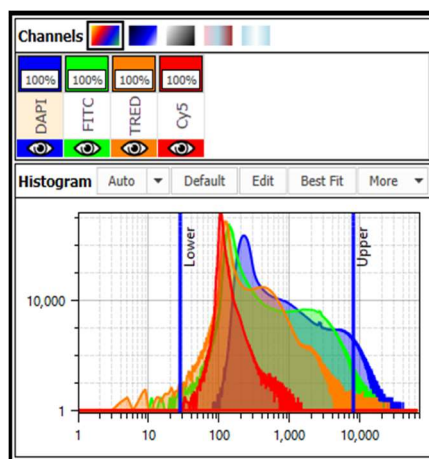 Channels
100% 100% 100% 100%
DAPI FITC TRED Cy5
Histogram Auto Default Edit Best Fit More
Lower Upper
10,000
1
1 10 100 1,000 10,000